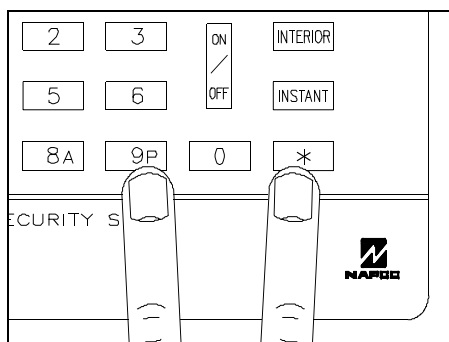 2 3 ON INTERIOR
/
5 6 OFF INSTANT
8A 9P 0 *
ECURITY S
NAPCO